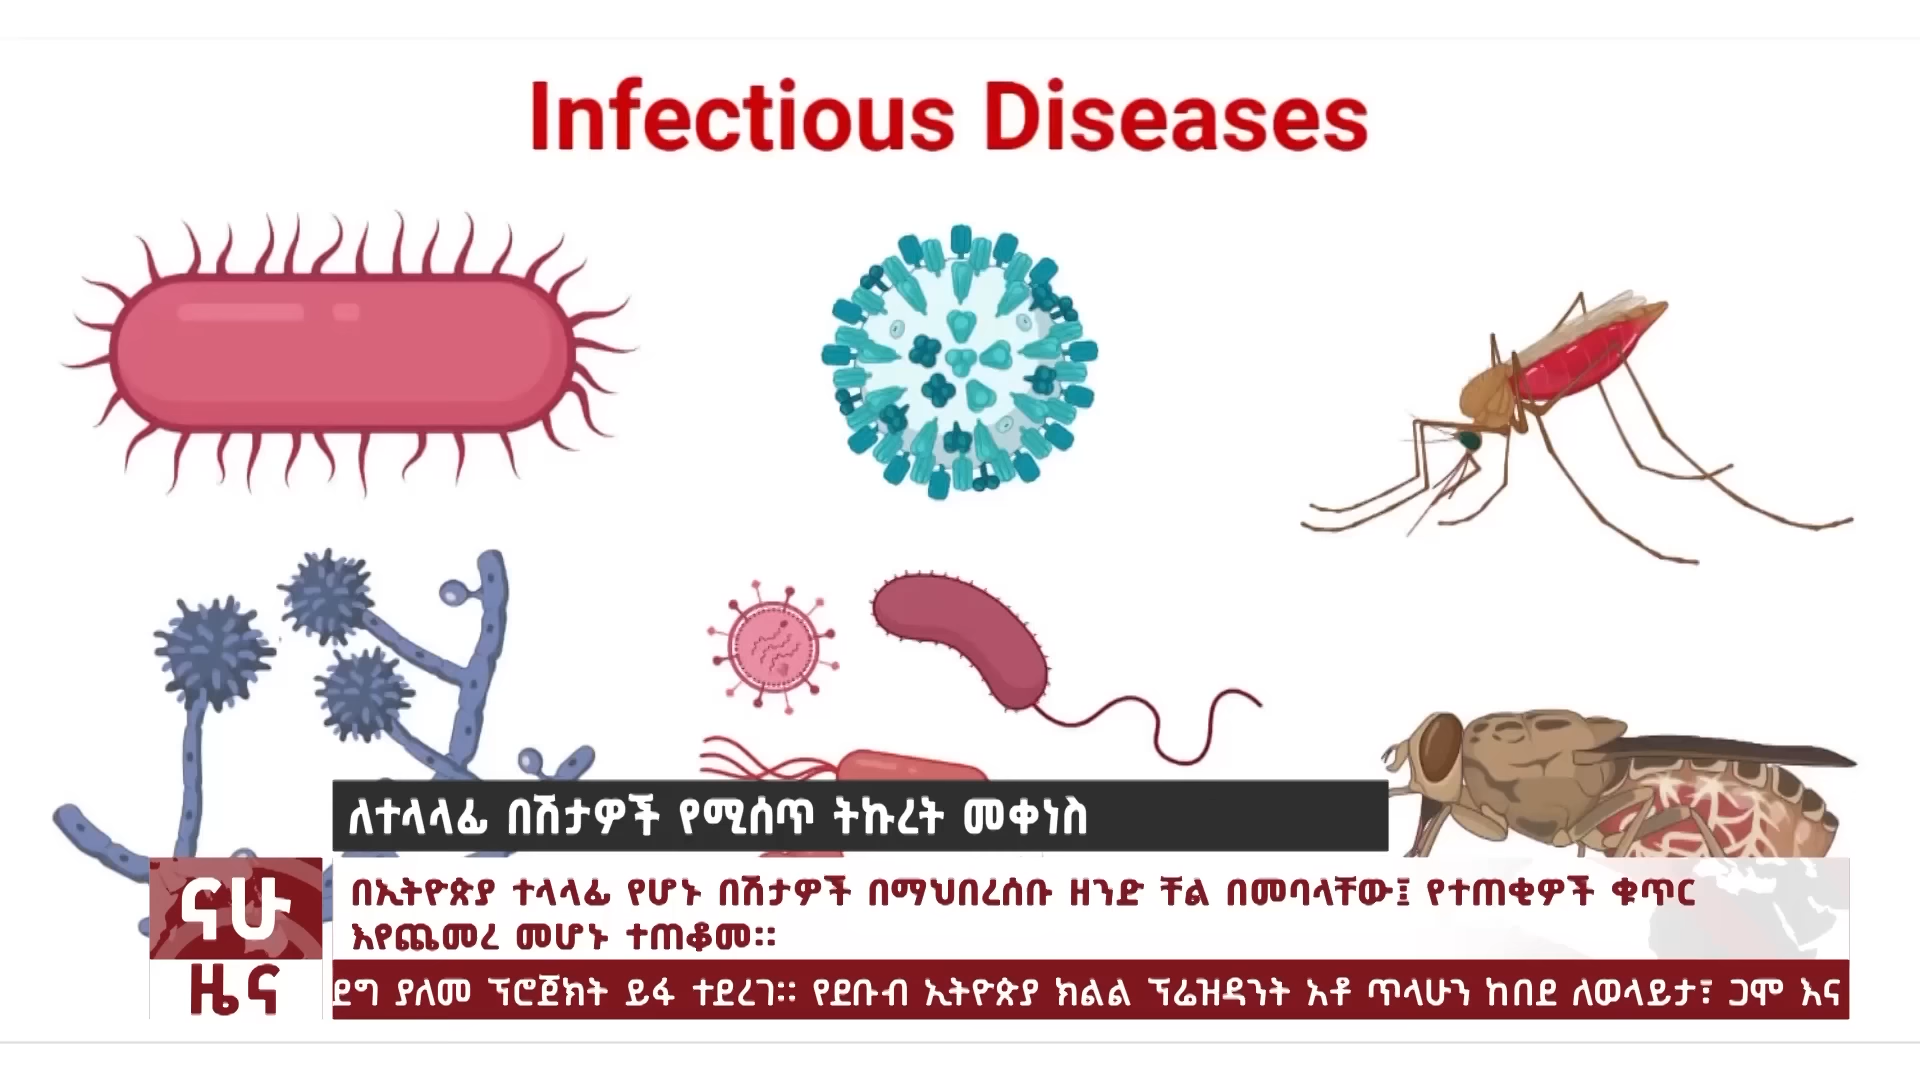 Infectious Diseases
ለተላላፊ በሽታዎች የሚሰጥ ትኩረት መቀነስ
በኢትዮጵያ ተላላፊ የሆኑ በሽታዎች በማህበረሰቡ ዘንድ ቸል በመባላቸው፤ የተጠቂዎች ቁጥር
እየጨመረ መሆኑ ተጠቆመ።
ናሁ
ዜና
ደግ ያለመ ፕሮጀክት ይፋ ተደረገ። የደቡብ ኢትዮጵያ ክልል ፕሬዝዳንት አቶ ጥላሁን ከበደ ለወላይታ፣ ጋሞ እና